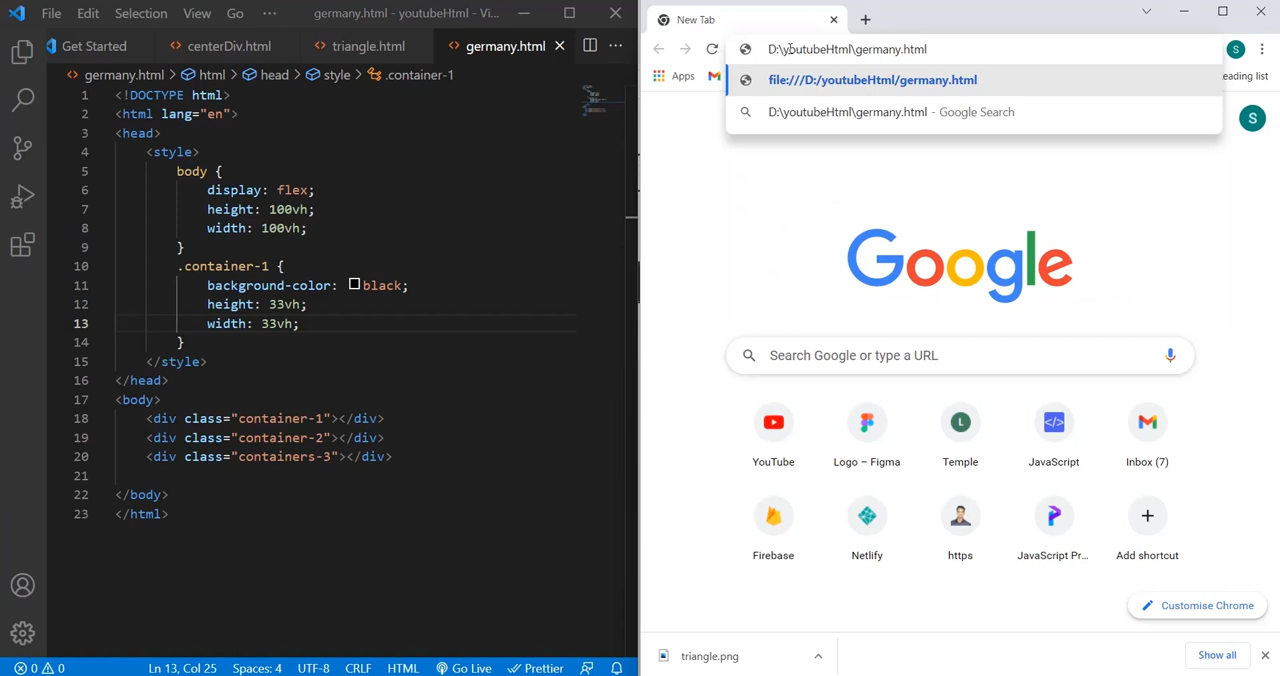 File Edit Selection View Go ··· germany.html - youtubeHtml - Vi...
Get Started centerDiv.html triangle.html germany.html
germany.html > html > head > style > .container-1
1 <!DOCTYPE html>
2 <html lang="en">
3 <head>
4 <style>
5 body {
6 display: flex;
7 height: 100vh;
8 width: 100vh;
9 }
10 .container-1 {
11 background-color: black;
12 height: 33vh;
13 width: 33vh;
14 }
15 </style>
16 </head>
17 <body>
18 <div class="container-1"></div>
19 <div class="container-2"></div>
20 <div class="containers-3"></div>
21
22 </body>
23 </html>
0 0 Ln 13, Col 25 Spaces: 4 UTF-8 CRLF HTML Go Live Prettier
New Tab
D:\youtubeHtml\germany.html S
Apps eading list
file:///D:/youtubeHtml/germany.html
D:\youtubeHtml\germany.html - Google Search
S
Google
Search Google or type a URL
L </>
YouTube Logo – Figma Temple JavaScript Inbox (7)
Firebase Netlify https JavaScript Pr... Add shortcut
Customise Chrome
triangle.png Show all